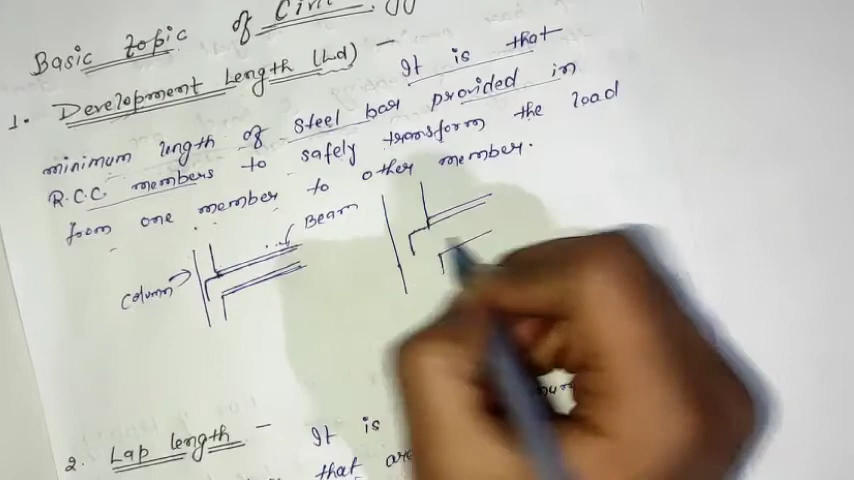 Basic topic of Civil
1. Development Length (Ld) - It is that
minimum length of steel bar provided in
R.C.C. members to safely transform the load
from one member to other member.
Beam
Column
2. Lap length - It is
that are